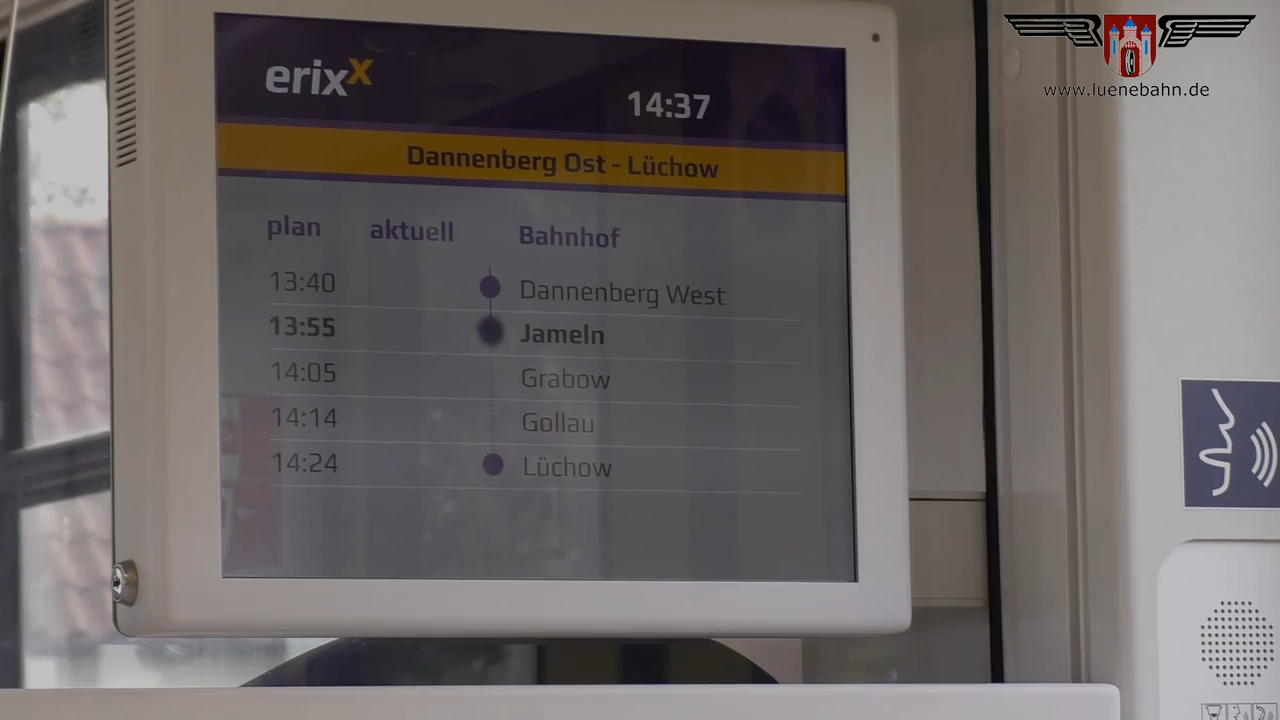 erixx
14:37
Dannenberg Ost - Lüchow
plan aktuell Bahnhof
13:40 Dannenberg West
13:55 Jameln
14:05 Grabow
14:14 Gollau
14:24 Lüchow
www.luenebahn.de